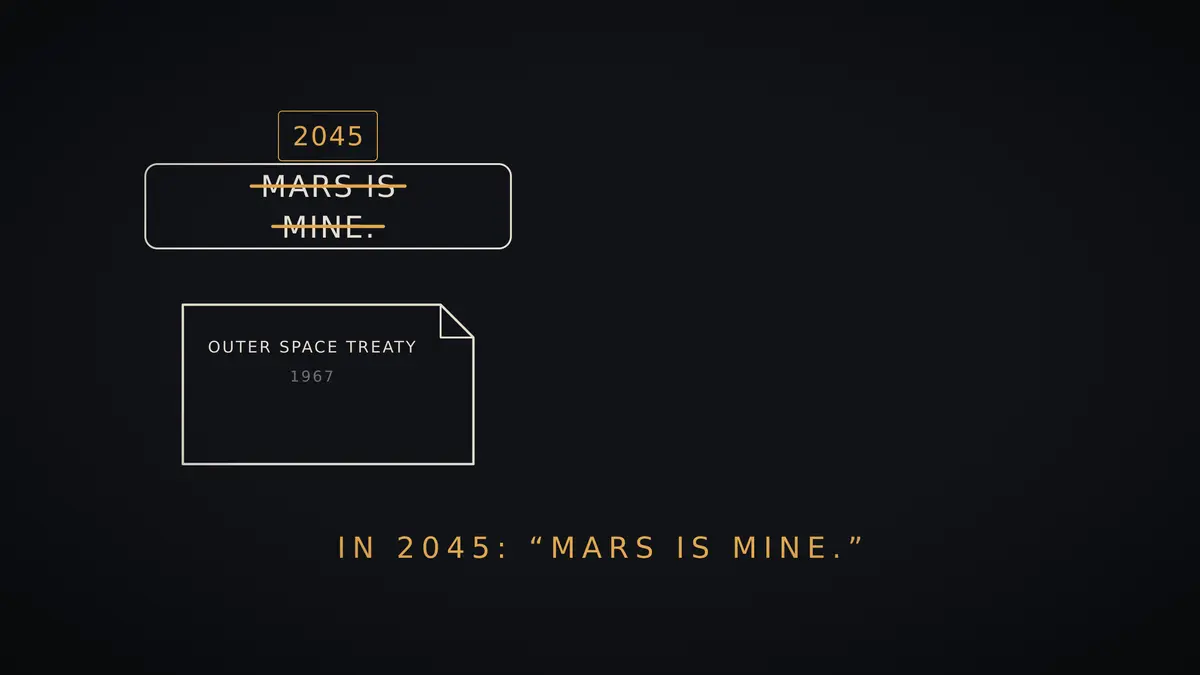 2045
MARS IS
MINE.
OUTER SPACE TREATY
1967
IN 2045: “MARS IS MINE.”